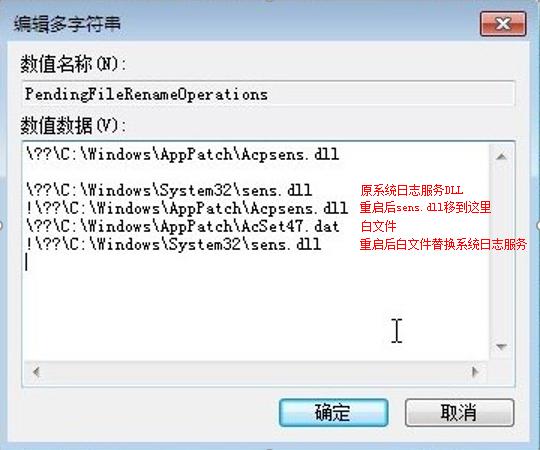 编辑多字符串
数值名称(N):
PendingFileRenameOperations
数值数据(V):
\??\C:\Windows\AppPatch\Acpsens.dll
\??\C:\Windows\System32\sens.dll 原系统日志服务DLL
!\??\C:\Windows\AppPatch\Acpsens.dll 重启后sens.dll移到这里
\??\C:\Windows\AppPatch\AcSet47.dat 白文件
!\??\C:\Windows\System32\sens.dll 重启后白文件替换系统日志服务
确定 取消